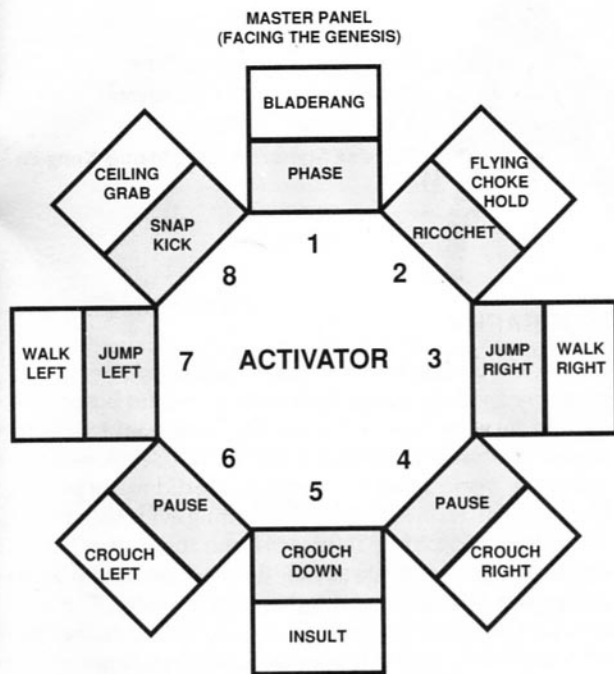 MASTER PANEL
(FACING THE GENESIS)
BLADERANG
PHASE
CEILING
GRAB
SNAP
KICK
FLYING
CHOKE
HOLD
RICOCHET
1
8
2
WALK
LEFT
JUMP
LEFT
7
ACTIVATOR
3
JUMP
RIGHT
WALK
RIGHT
6
4
5
PAUSE
CROUCH
LEFT
PAUSE
CROUCH
RIGHT
CROUCH
DOWN
INSULT